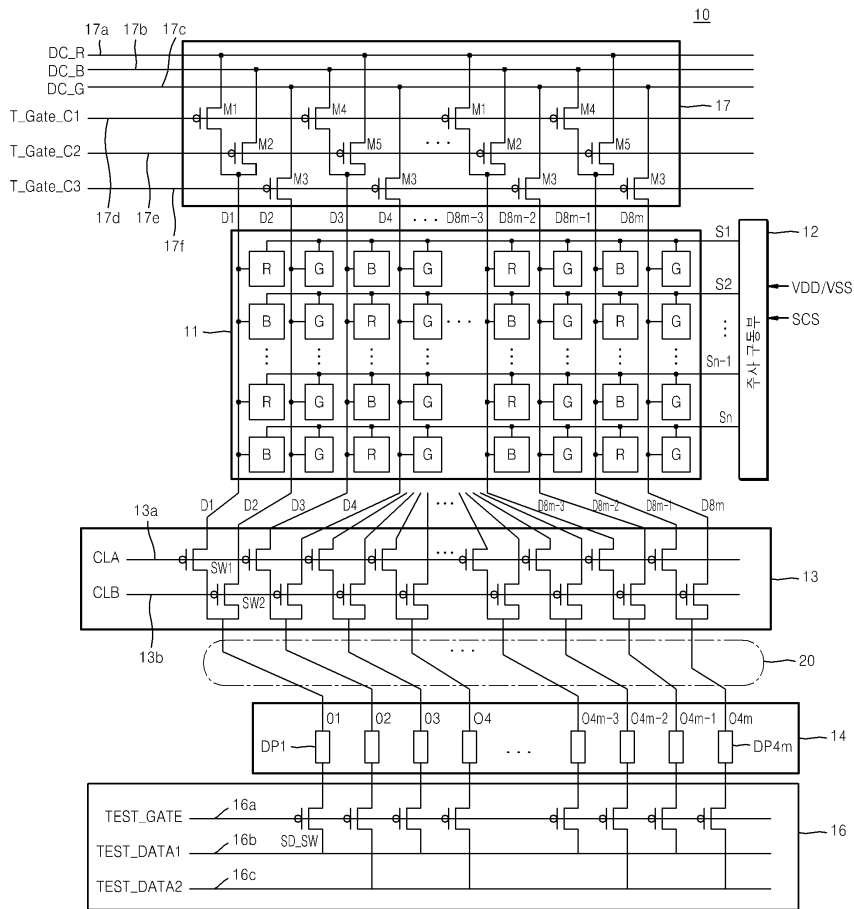 10
17a 17b 17c
DC_R
DC_B
DC_G
T_Gate_C1
T_Gate_C2
T_Gate_C3
17d 17e 17f
M1 M4 M1 M4
17
M2 M5 ... M2 M5
M3 M3 M3 M3
D1 D2 D3 D4 ... D8m-3 D8m-2 D8m-1 D8m
S1
12
R G B G R G B G
S2
VDD/VSS
SCS
11
B G R G ... B G R G
Sn-1
주사 구동부
R G B G R G B G
Sn
B G R G B G R G
D1 D2 D3 D4 ... D8m-3 D8m-2 D8m-1 D8m
13a
CLA
SW1
...
13
CLB
SW2
13b
...
20
O1 O2 O3 O4 O4m-3 O4m-2 O4m-1 O4m
14
DP1 ... DP4m
16a
TEST_GATE
16
SD_SW
16b
TEST_DATA1
16c
TEST_DATA2